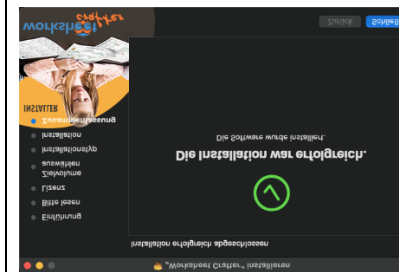 „Worksheet Crafter“ installieren
Installation erfolgreich abgeschlossen
Einführung
Bitte lesen
Lizenz
Zielvolume
auswählen
Installationstyp
Installation
Zusammenfassung
Die Installation war erfolgreich.
Die Software wurde installiert.
INSTALLER
worksheet
crafter
Zurück
Schließ